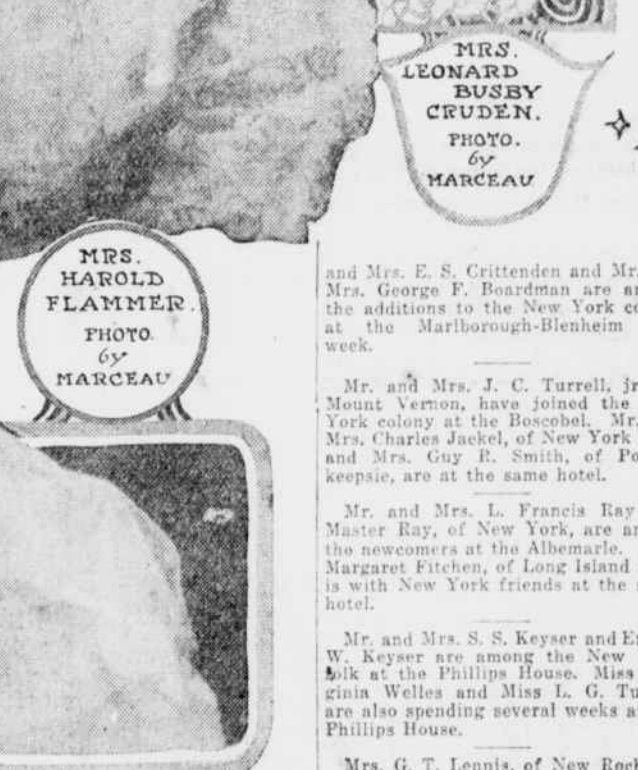 MRS.
LEONARD
BUSBY
CRUDEN.
PHOTO.
by
MARCEAU
MRS.
HAROLD
FLAMMER.
PHOTO.
by
MARCEAU
and Mrs. E. S. Crittenden and Mr.
Mrs. George F. Boardman are
the additions to the New York
at the Marlborough-Blenheim
week.
Mr. and Mrs. J. C. Turrell, jr
Mount Vernon, have joined the
York colony at the Boscobel. Mr.
Mrs. Charles Jackel, of New York
and Mrs. Guy R. Smith, of
keepsie, are at the same hotel.
Mr. and Mrs. L. Francis Ray
Master Ray, of New York, are
the newcomers at the Albemarle.
Margaret Fitchen, of Long Island
is with New York friends at the
hotel.
Mr. and Mrs. S. S. Keyser and
W. Keyser are among the New
folk at the Phillips House. Miss
ginia Welles and Miss L. G.
are also spending several weeks
Phillips House.
Mrs. G. T. Lennis, of New